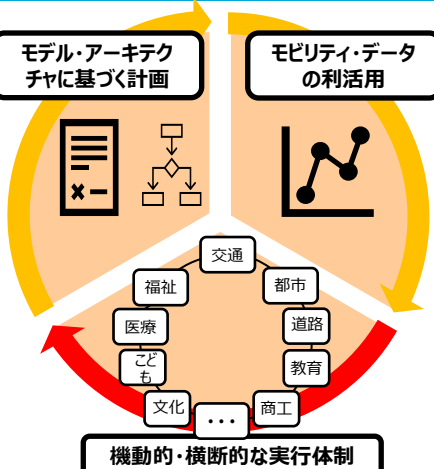 モデル・アーキテク
チャに基づく計画
モビリティ・データ
の利活用
交通
福祉
都市
医療
道路
こど
も
教育
文化
商工
・・・
機動的・横断的な実行体制